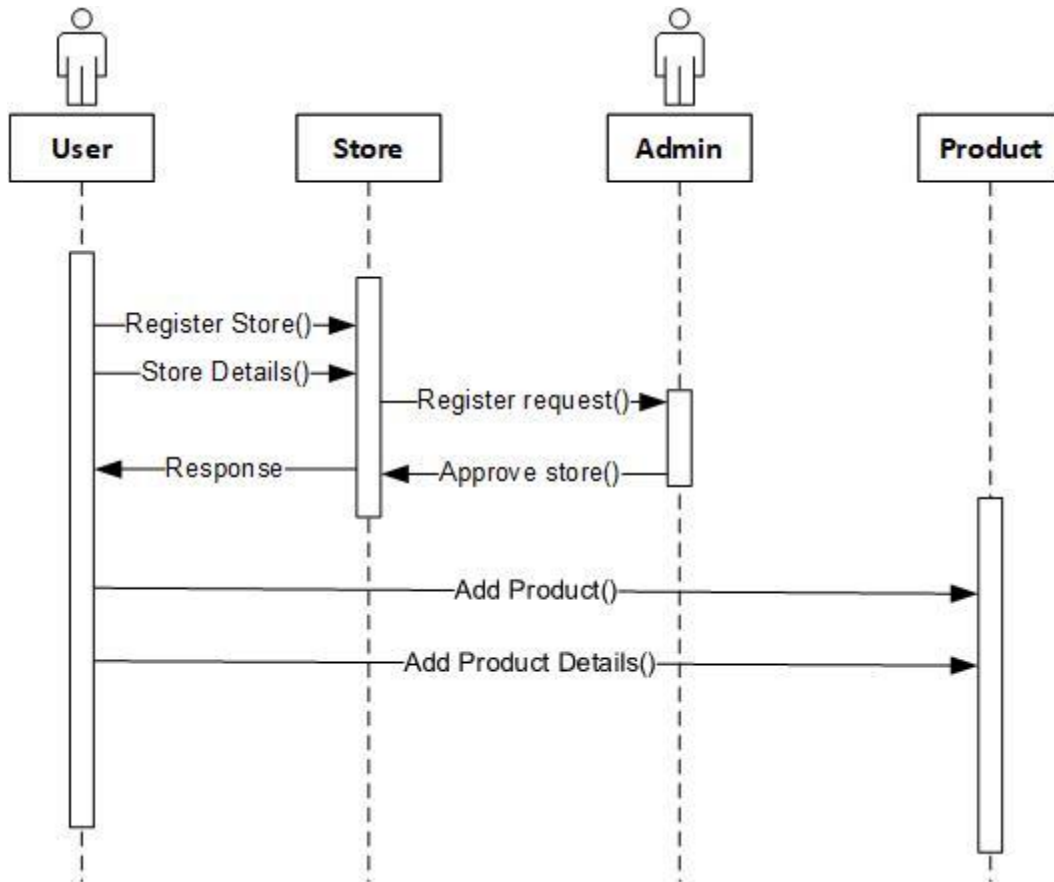 User
Store
Admin
Product
Register Store()
Store Details()
Register request()
Response
Approve store()
Add Product()
Add Product Details()